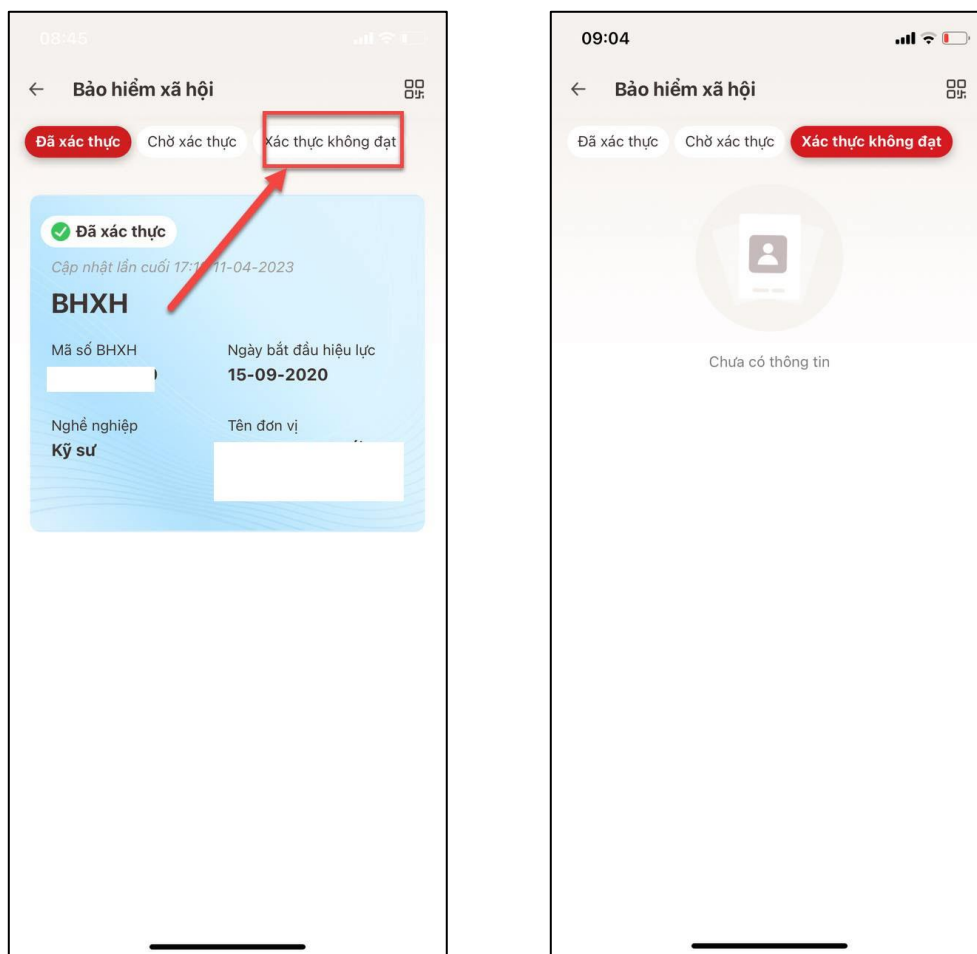 08:45
Bảo hiểm xã hội
Đã xác thực
Chờ xác thực
Xác thực không đạt
Đã xác thực
Cập nhật lần cuối 11-04-2023
BHXH
Mã số BHXH
Ngày bắt đầu hiệu lực
15-09-2020
Nghề nghiệp
Tên đơn vị
Kỹ sư
09:04
Bảo hiểm xã hội
Đã xác thực
Chờ xác thực
Xác thực không đạt
Chưa có thông tin